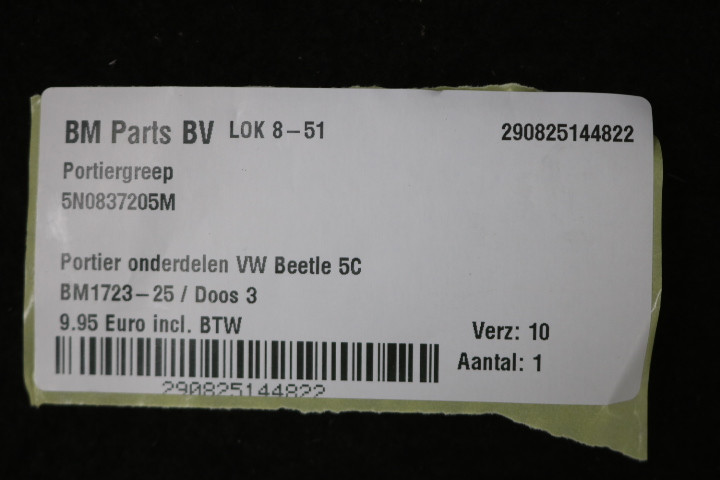 BM Parts BV LOK 8-51 290825144822
Portiergreep
5N0837205M
Portier onderdelen VW Beetle 5C
BM1723-25 / Doos 3
9.95 Euro incl. BTW
Verz: 10
Aantal: 1
290825144822